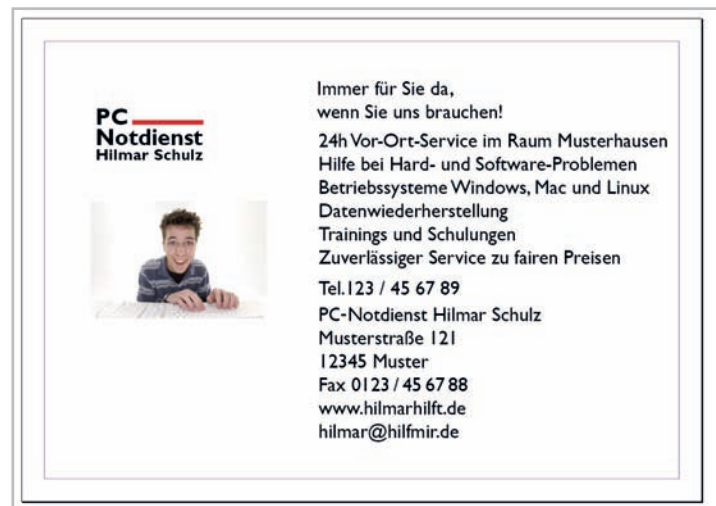 PC
Notdienst
Hilmar Schulz
Immer für Sie da,
wenn Sie uns brauchen!
24h Vor-Ort-Service im Raum Musterhausen
Hilfe bei Hard- und Software-Problemen
Betriebssysteme Windows, Mac und Linux
Datenwiederherstellung
Trainings und Schulungen
Zuverlässiger Service zu fairen Preisen
Tel.123 / 45 67 89
PC-Notdienst Hilmar Schulz
Musterstraße 121
12345 Muster
Fax 0123 / 45 67 88
www.hilmarhilft.de
hilmar@hilfmir.de